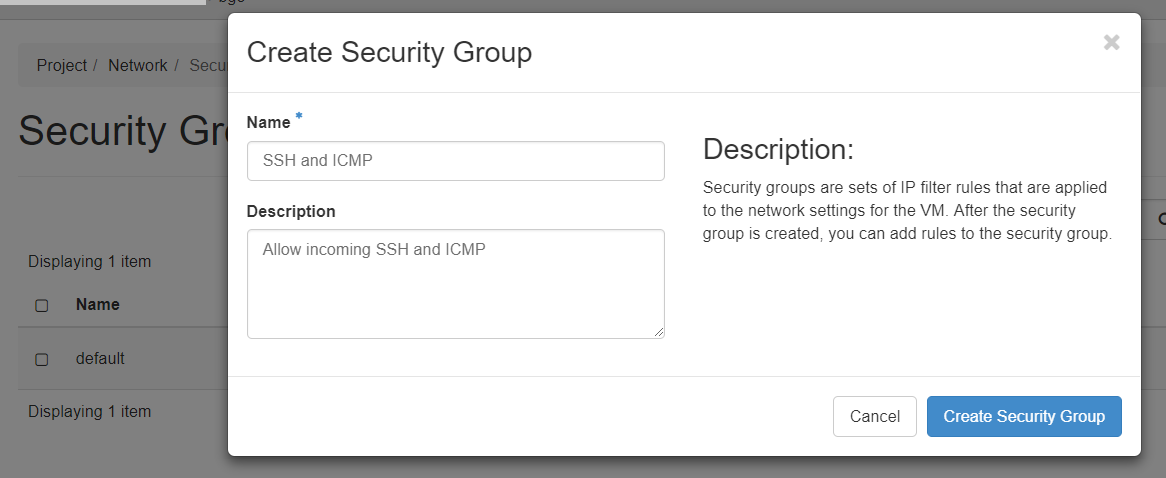 Create Security Group
Project / Network / Secu
Name *
SSH and ICMP
Description:
Security Gr
Security groups are sets of IP filter rules that are applied
to the network settings for the VM. After the security
group is created, you can add rules to the security group.
Description
Allow incoming SSH and ICMP
Displaying 1 item
Name
default
Displaying 1 item
Cancel
Create Security Group